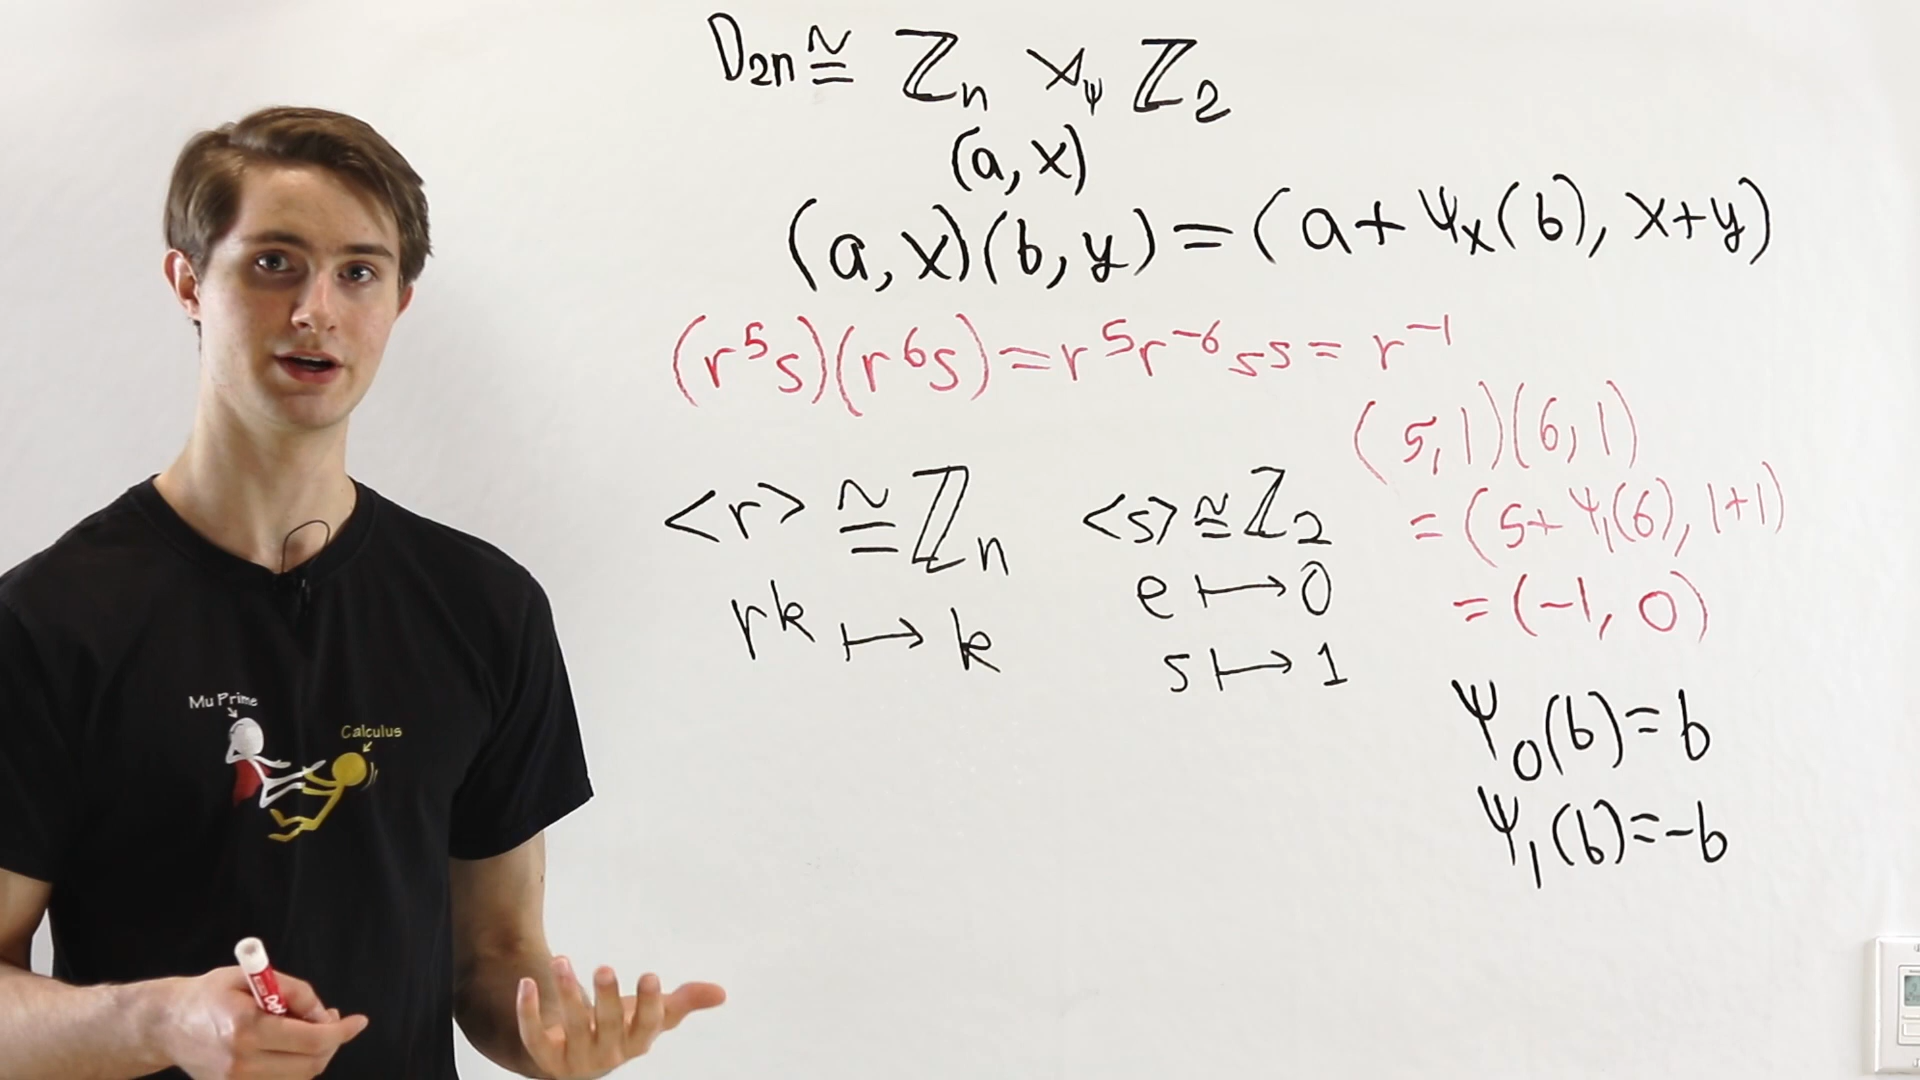 D₂ₙ ≅ ℤₙ ⋊_ψ ℤ₂
(a, x)
(a, x)(b, y) = (a + ψₓ(b), x+y)
(r⁵s)(r⁶s) = r⁵r⁻⁶ss = r⁻¹
(5, 1)(6, 1)
= (5 + ψ₁(6), 1+1)
= (-1, 0)
<r> ≅ ℤₙ
rᵏ ↦ k
<s> ≅ ℤ₂
e ↦ 0
s ↦ 1
ψ₀(b) = b
ψ₁(b) = -b
Mu Prime
Calculus